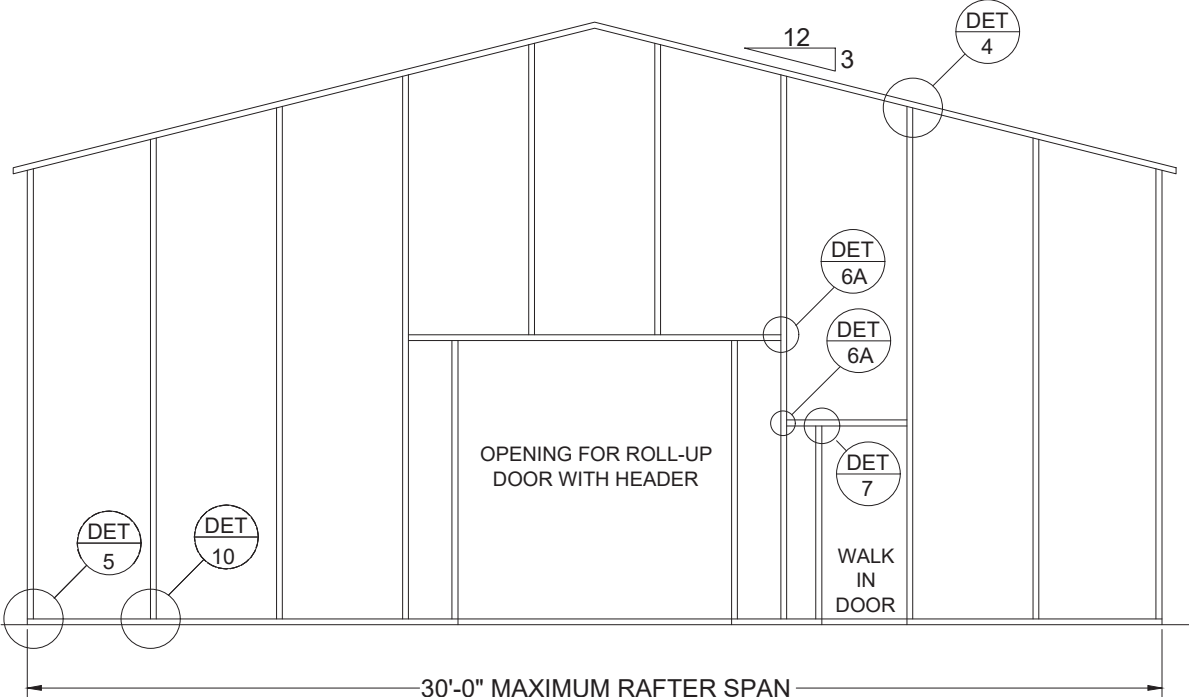 DET
4
12
3
DET
6A
DET
6A
OPENING FOR ROLL-UP
DOOR WITH HEADER
DET
7
DET
5
DET
10
WALK
IN
DOOR
30'-0" MAXIMUM RAFTER SPAN